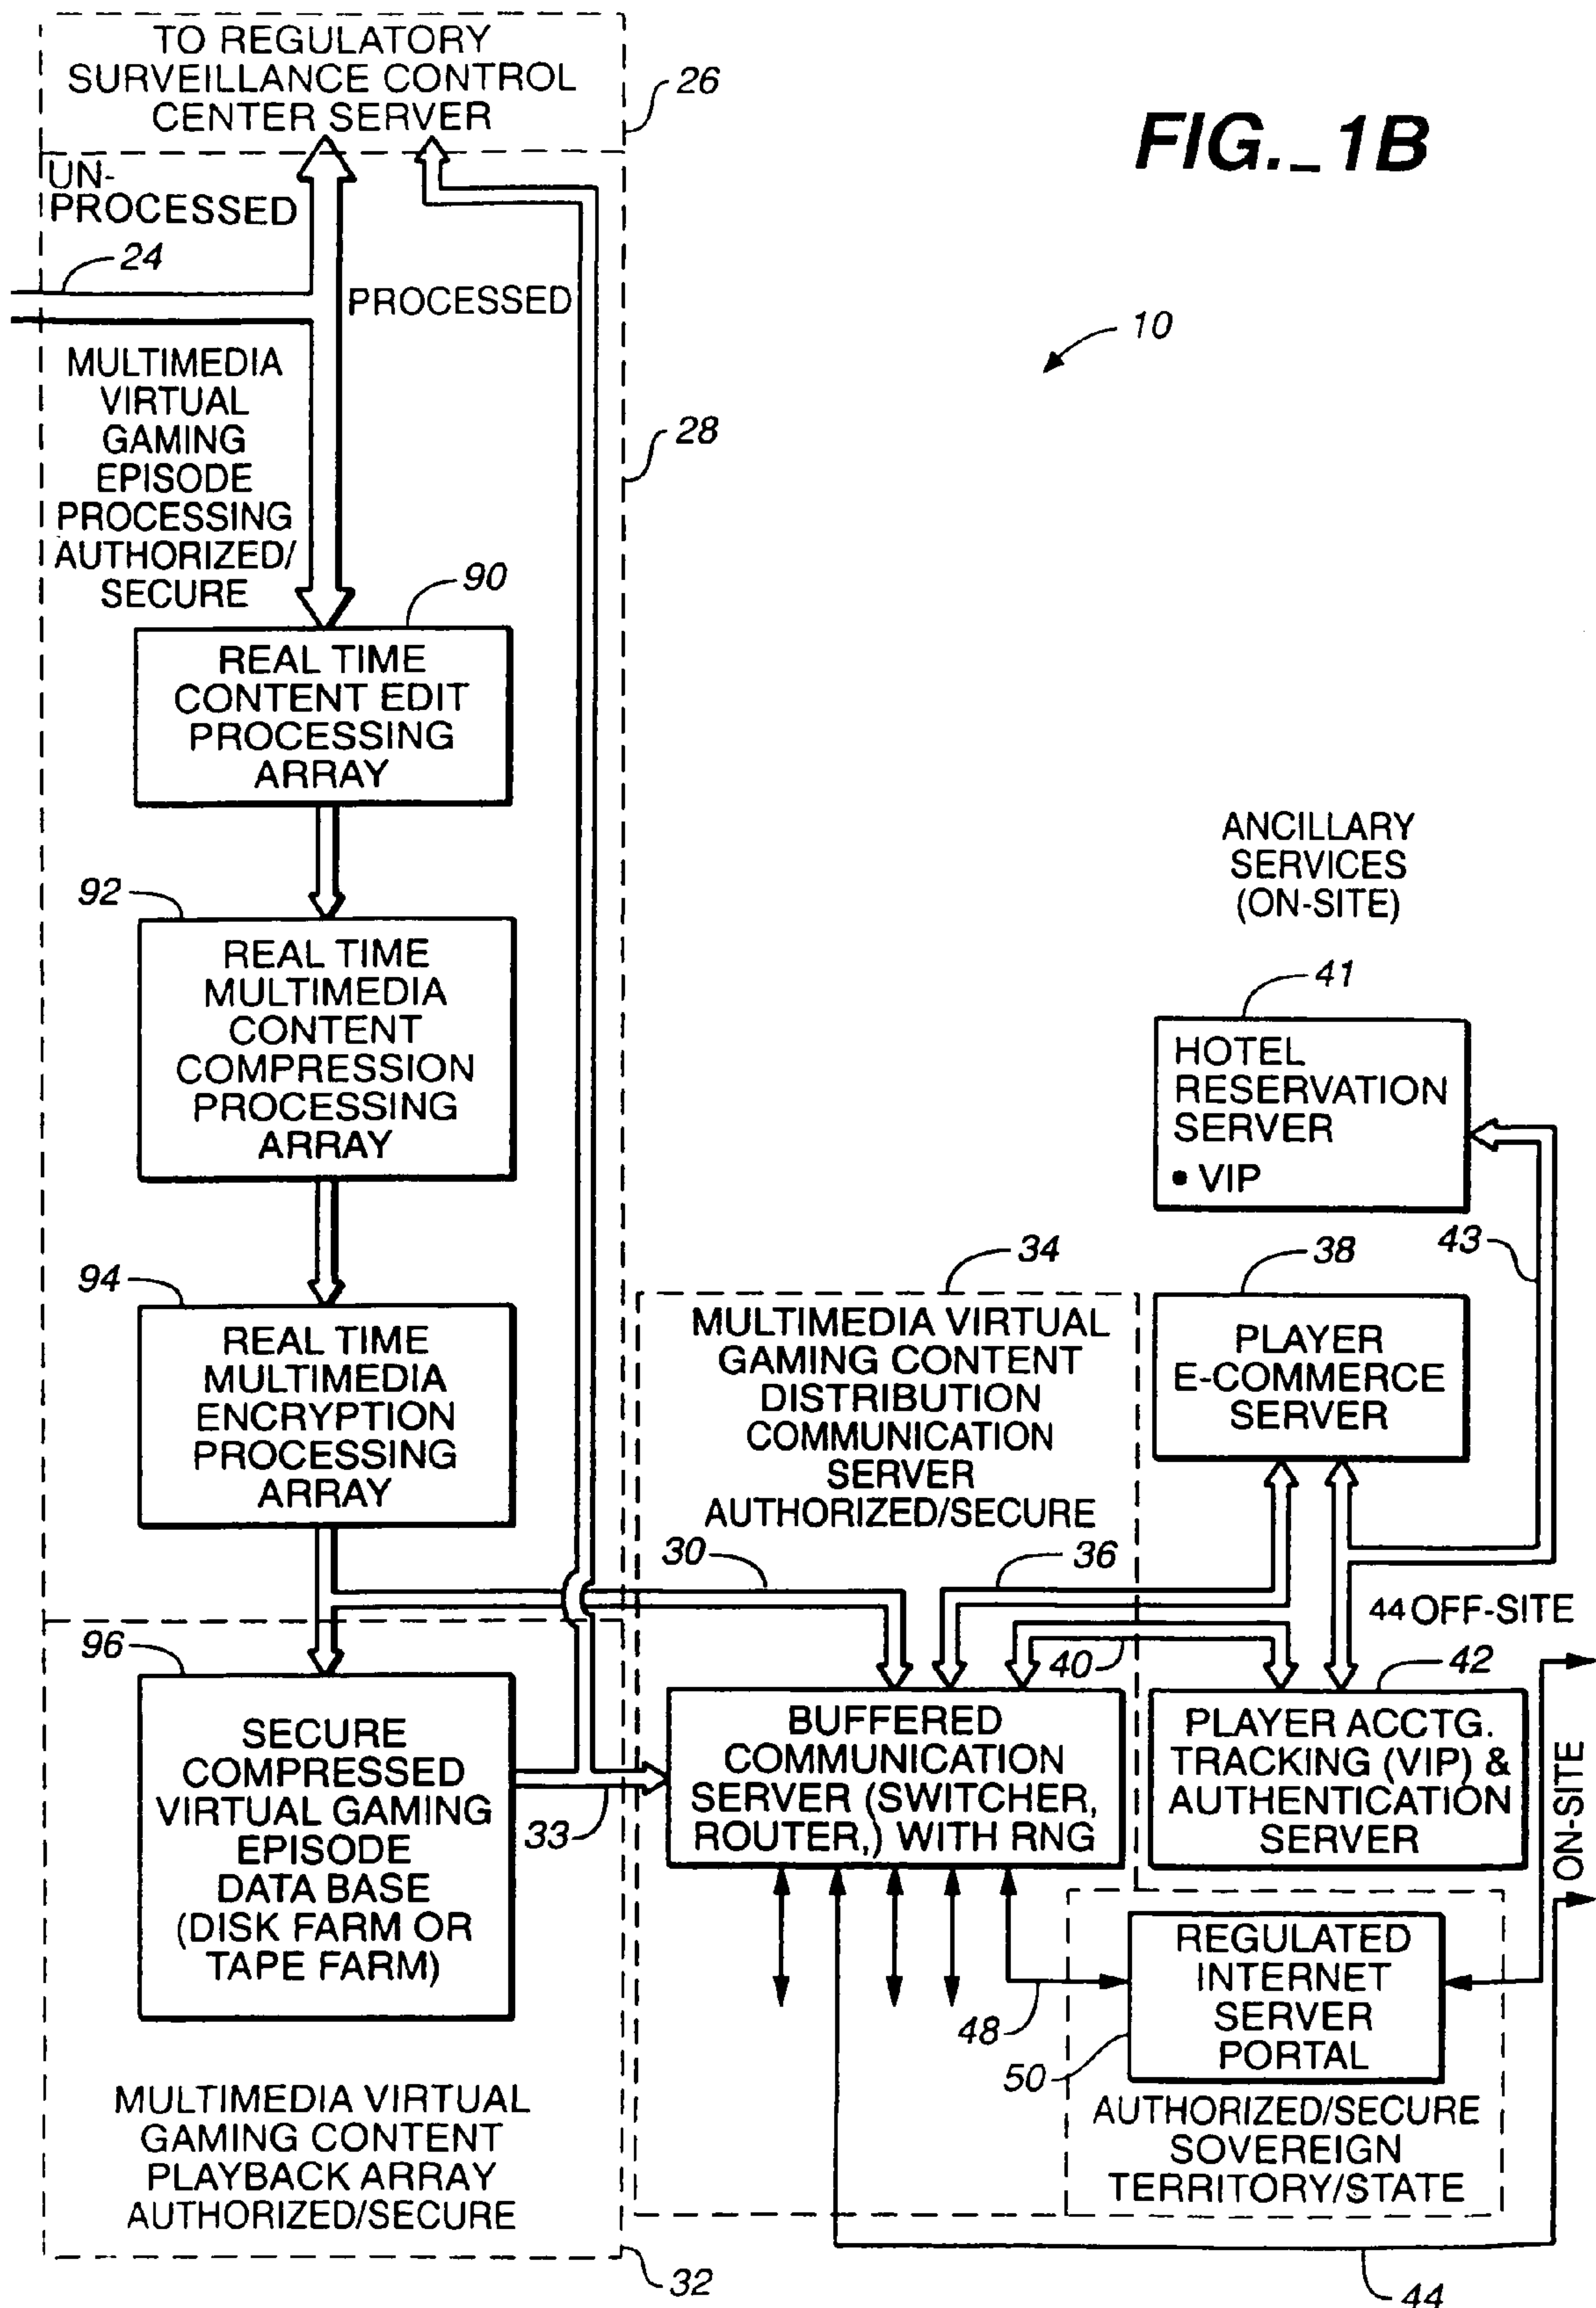 TO REGULATORY
SURVEILLANCE CONTROL
CENTER SERVER
26
FIG._1B
UN-
PROCESSED
24
PROCESSED
10
MULTIMEDIA
VIRTUAL
GAMING
EPISODE
PROCESSING
AUTHORIZED/
SECURE
28
90
REAL TIME
CONTENT EDIT
PROCESSING
ARRAY
92
REAL TIME
MULTIMEDIA
CONTENT
COMPRESSION
PROCESSING
ARRAY
94
REAL TIME
MULTIMEDIA
ENCRYPTION
PROCESSING
ARRAY
ANCILLARY
SERVICES
(ON-SITE)
41
HOTEL
RESERVATION
SERVER
• VIP
43
34
MULTIMEDIA VIRTUAL
GAMING CONTENT
DISTRIBUTION
COMMUNICATION
SERVER
AUTHORIZED/SECURE
38
PLAYER
E-COMMERCE
SERVER
30
36
40
44 OFF-SITE
96
SECURE
COMPRESSED
VIRTUAL GAMING
EPISODE
DATA BASE
(DISK FARM OR
TAPE FARM)
33
BUFFERED
COMMUNICATION
SERVER (SWITCHER,
ROUTER,) WITH RNG
42
PLAYER ACCTG.
TRACKING (VIP) &
AUTHENTICATION
SERVER
ON-SITE
48
50
REGULATED
INTERNET
SERVER
PORTAL
AUTHORIZED/SECURE
SOVEREIGN
TERRITORY/STATE
MULTIMEDIA VIRTUAL
GAMING CONTENT
PLAYBACK ARRAY
AUTHORIZED/SECURE
32
44